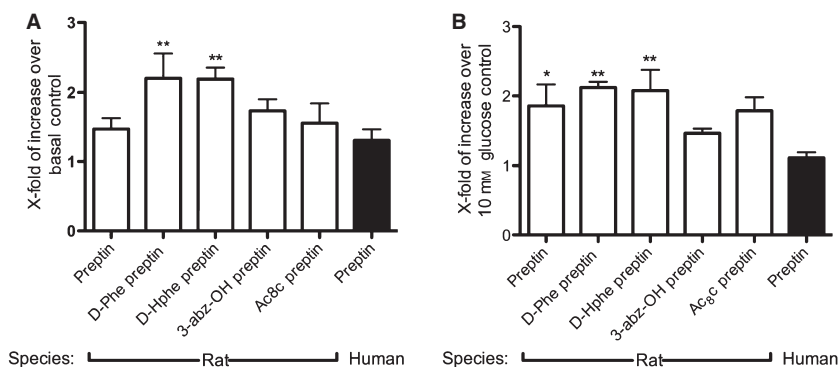 A
X-fold of increase over
basal control
3
2
1
0
**
**
Preptin
D-Phe preptin
D-Hphe preptin
3-abz-OH preptin
Ac8c preptin
Preptin
Species:
Rat
Human
B
X-fold of increase over
10 mM glucose control
3
2
1
0
*
**
**
Preptin
D-Phe preptin
D-Hphe preptin
3-abz-OH preptin
Ac₈c preptin
Preptin
Species:
Rat
Human